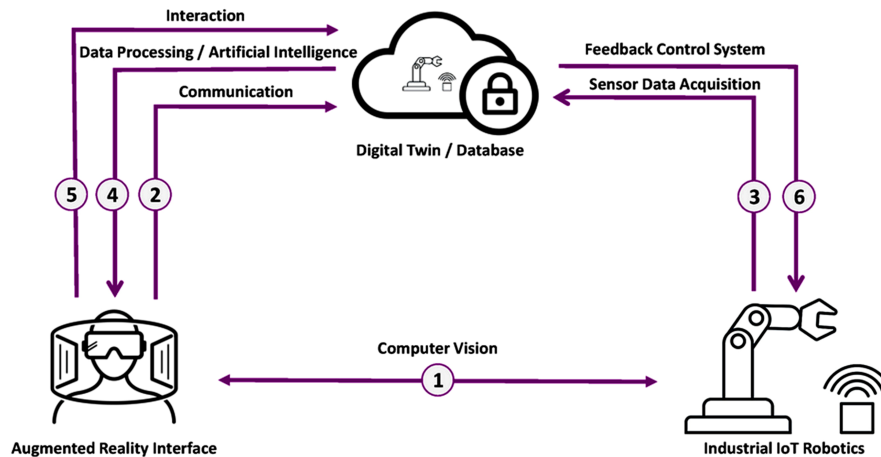 Interaction
Data Processing / Artificial Intelligence
Feedback Control System
Communication
Sensor Data Acquisition
Digital Twin / Database
5
4
2
3
6
Computer Vision
1
Augmented Reality Interface
Industrial IoT Robotics